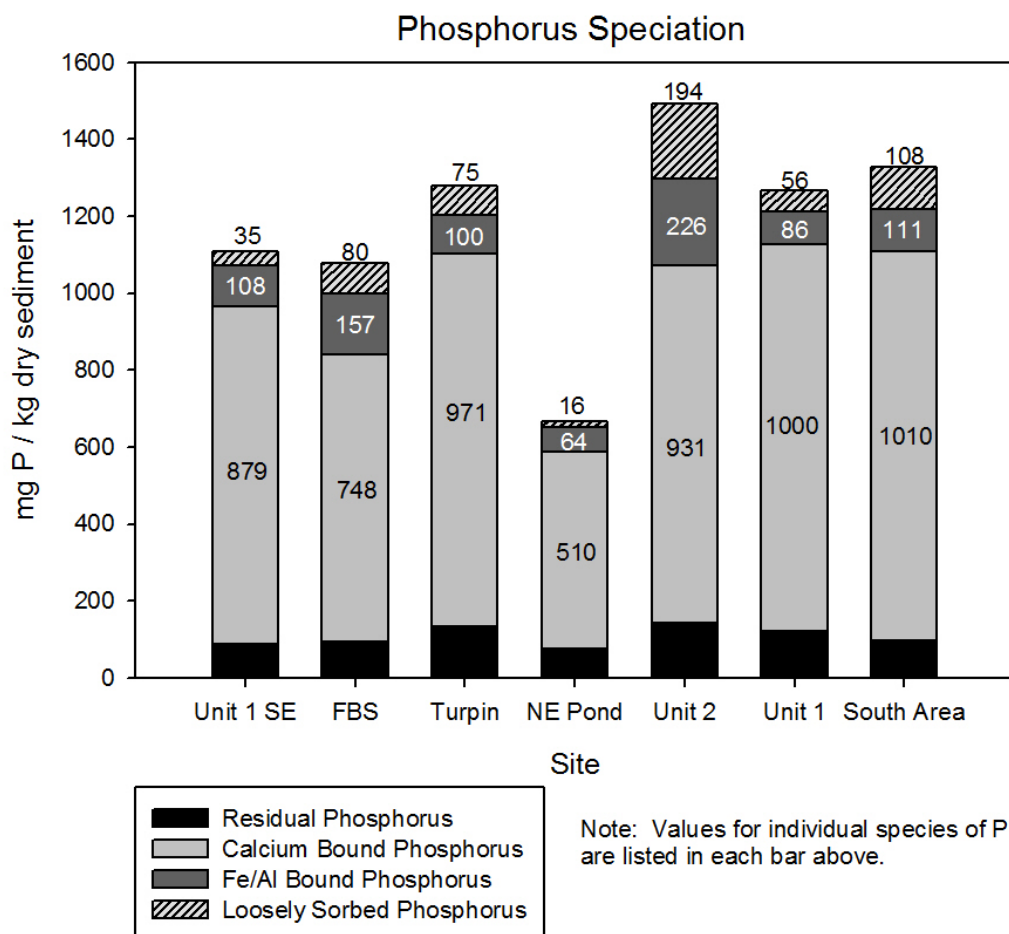 Phosphorus Speciation
mg P / kg dry sediment
1600
1400
1200
1000
800
600
400
200
0
35
108
879
80
157
748
75
100
971
16
64
510
194
226
931
56
86
1000
108
111
1010
Unit 1 SE
FBS
Turpin
NE Pond
Unit 2
Unit 1
South Area
Site
Residual Phosphorus
Calcium Bound Phosphorus
Fe/Al Bound Phosphorus
Loosely Sorbed Phosphorus
Note: Values for individual species of P
are listed in each bar above.